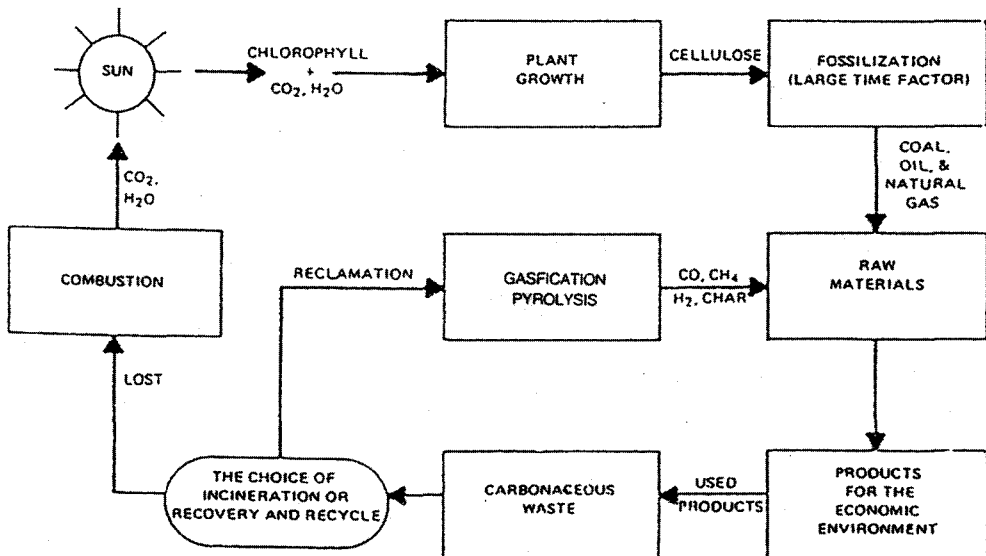 SUN
CHLOROPHYLL
+
CO₂, H₂O
PLANT
GROWTH
CELLULOSE
FOSSILIZATION
(LARGE TIME FACTOR)
CO₂,
H₂O
COAL,
OIL, &
NATURAL
GAS
COMBUSTION
RECLAMATION
GASFICATION
PYROLYSIS
CO, CH₄
H₂, CHAR
RAW
MATERIALS
LOST
THE CHOICE OF
INCINERATION OR
RECOVERY AND RECYCLE
CARBONACEOUS
WASTE
USED
PRODUCTS
PRODUCTS
FOR THE
ECONOMIC
ENVIRONMENT